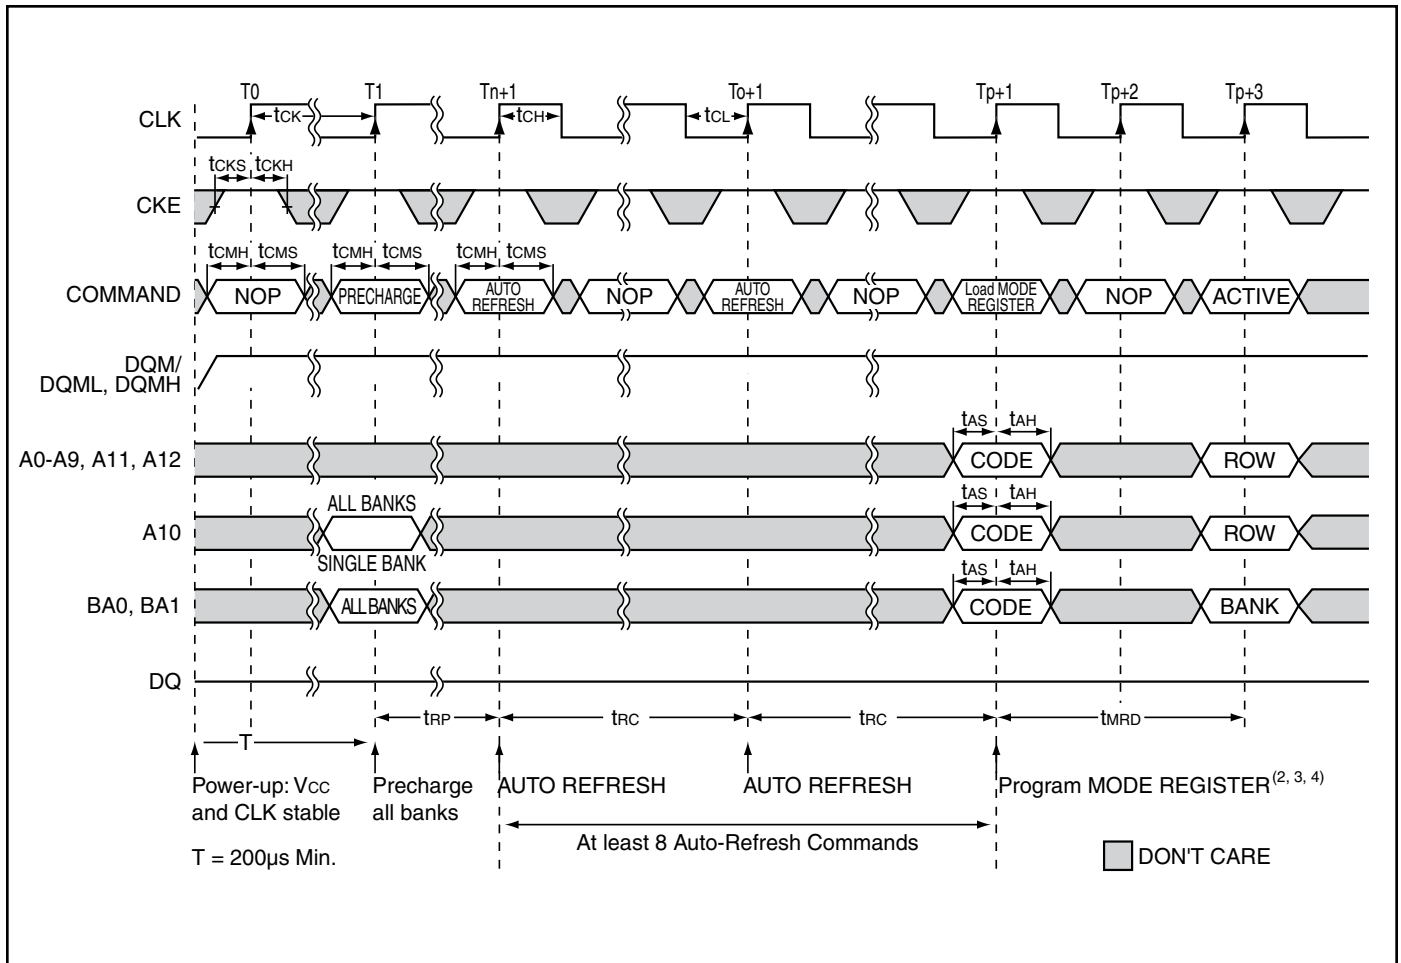 T0 T1 Tn+1 To+1 Tp+1 Tp+2 Tp+3
CLK tCK tCH tCL
tCKS tCKH
CKE
tCMH tCMS tCMH tCMS tCMH tCMS
COMMAND NOP PRECHARGE AUTO REFRESH NOP AUTO REFRESH NOP Load MODE REGISTER NOP ACTIVE
DQM/
DQML, DQMH
tAS tAH
A0-A9, A11, A12 CODE ROW
ALL BANKS tAS tAH
A10 CODE ROW
SINGLE BANK tAS tAH
BA0, BA1 ALL BANKS CODE BANK
DQ
tRP tRC tRC tMRD
T
Power-up: VCC
and CLK stable
Precharge
all banks
AUTO REFRESH
AUTO REFRESH
Program MODE REGISTER(2, 3, 4)
At least 8 Auto-Refresh Commands
T = 200µs Min.
DON'T CARE